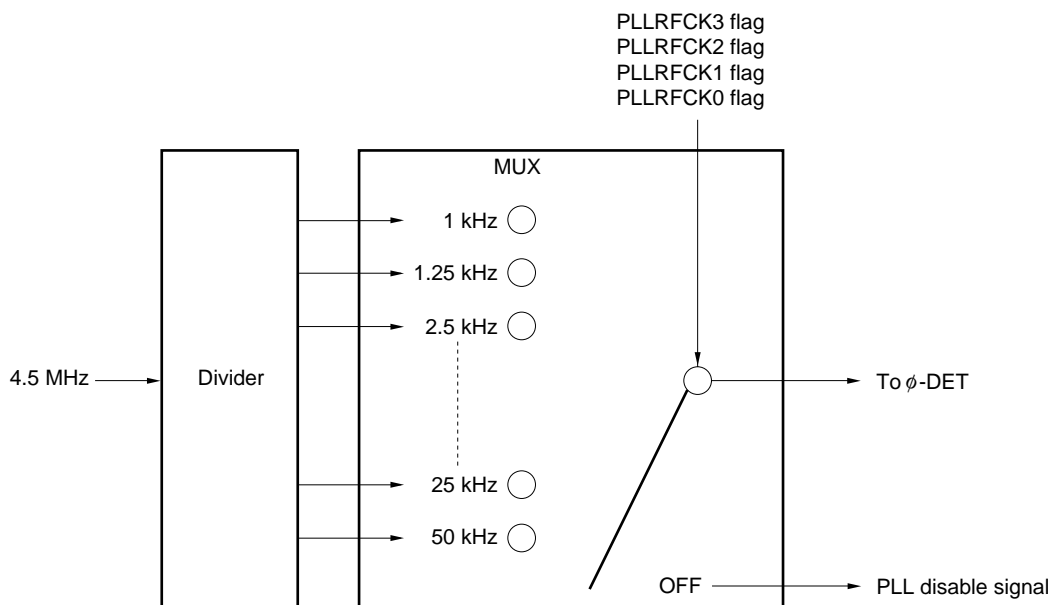 PLLRFCK3 flag
PLLRFCK2 flag
PLLRFCK1 flag
PLLRFCK0 flag
MUX
1 kHz
1.25 kHz
2.5 kHz
4.5 MHz
Divider
To φ-DET
25 kHz
50 kHz
OFF
PLL disable signal